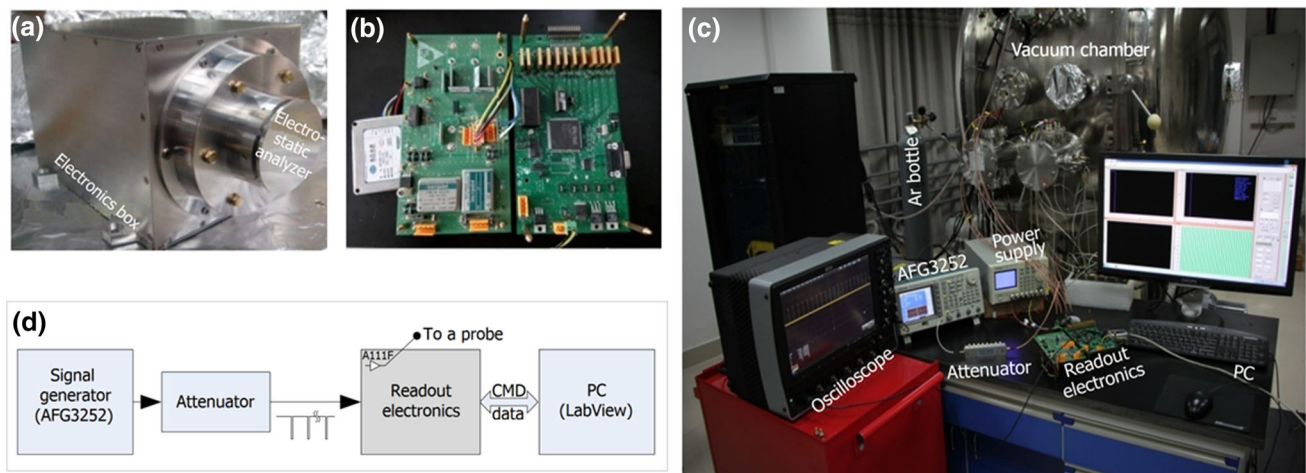 (a)
Electro-
static
analyzer
Electronics box
(b)
(c)
Vacuum chamber
Ar bottle
Power
supply
AFG3252
Oscilloscope
Attenuator
Readout
electronics
PC
(d)
Signal
generator
(AFG3252)
Attenuator
A111F
To a probe
Readout
electronics
CMD
data
PC
(LabView)